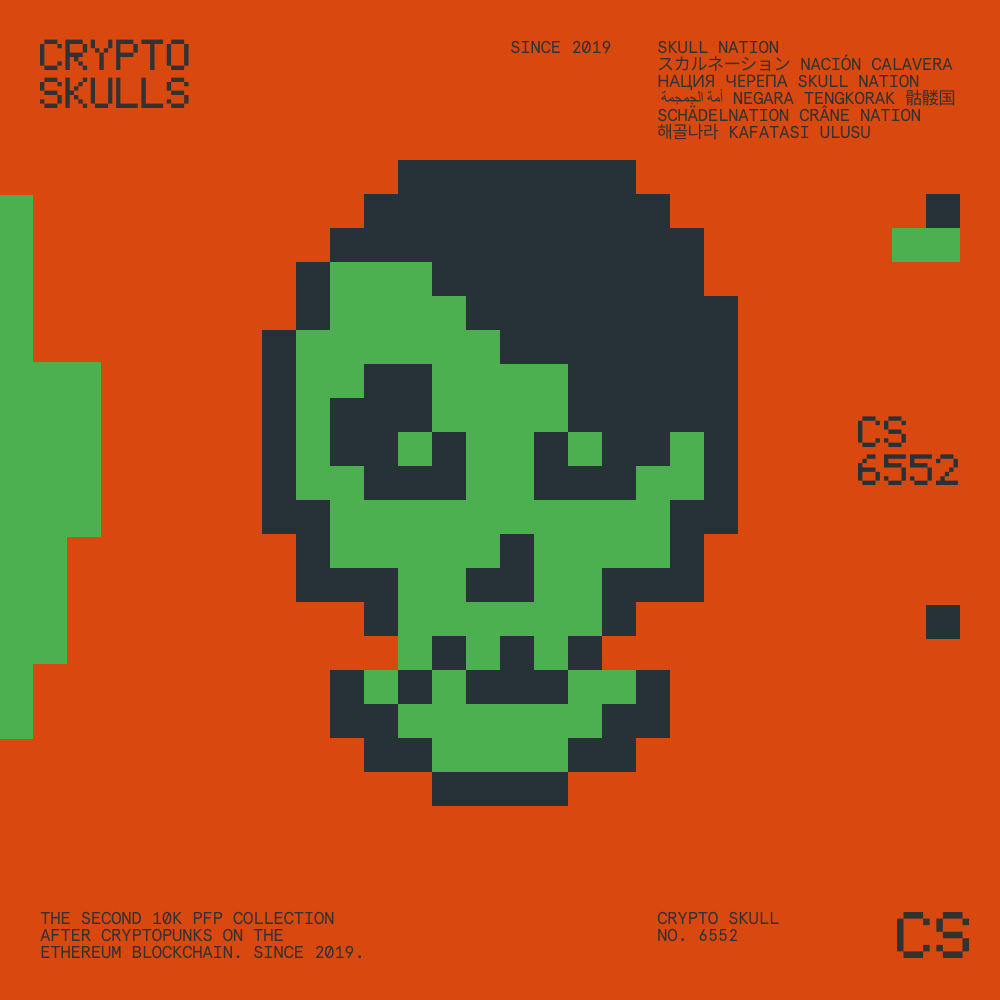 CRYPTO
SKULLS
SINCE 2019
SKULL NATION
スカルネーション NACIÓN CALAVERA
НАЦИЯ ЧЕРЕПА SKULL NATION
أمة الجمجمة NEGARA TENGKORAK 骷髅国
SCHÄDELNATION CRÂNE NATION
해골나라 KAFATASI ULUSU
CS
6552
THE SECOND 10K PFP COLLECTION
AFTER CRYPTOPUNKS ON THE
ETHEREUM BLOCKCHAIN. SINCE 2019.
CRYPTO SKULL
NO. 6552
CS